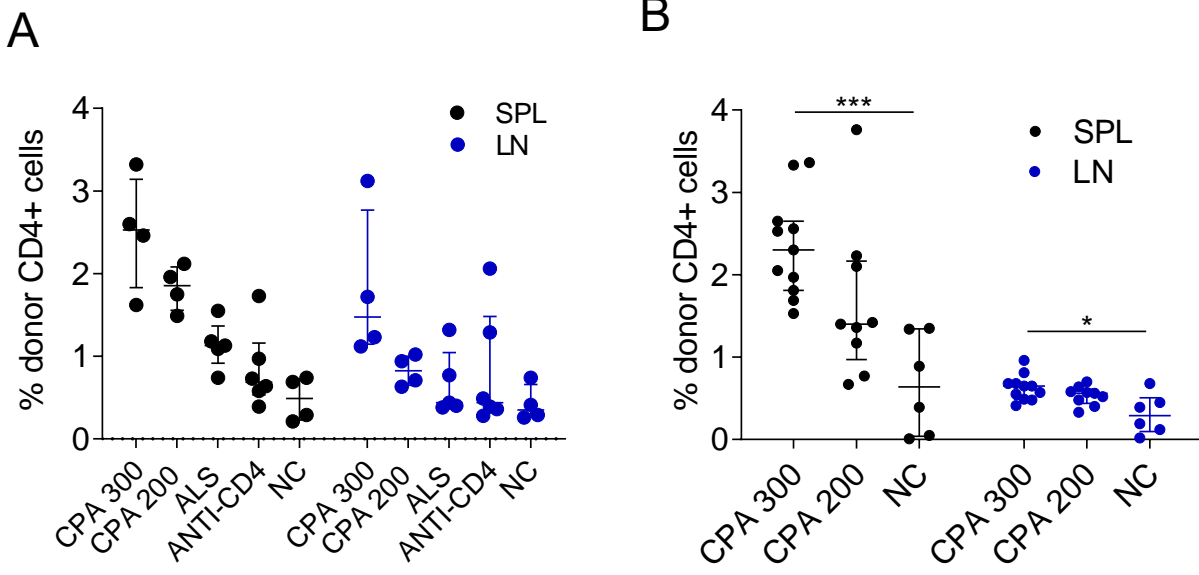 A
% donor CD4+ cells
4
3
2
1
0
SPL
LN
CPA 300
CPA 200
ALS
ANTI-CD4
NC
CPA 300
CPA 200
ALS
ANTI-CD4
NC
B
% donor CD4+ cells
4
3
2
1
0
***
*
SPL
LN
CPA 300
CPA 200
NC
CPA 300
CPA 200
NC